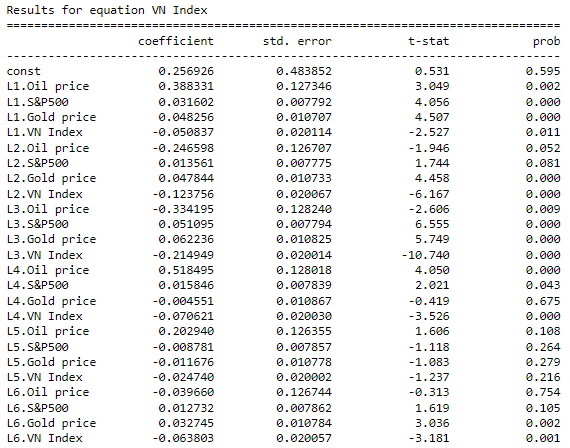 Results for equation VN Index
==============================================================================
coefficient std. error t-stat prob
------------------------------------------------------------------------------
const 0.256926 0.483852 0.531 0.595
L1.Oil price 0.388331 0.127346 3.049 0.002
L1.S&P500 0.031602 0.007792 4.056 0.000
L1.Gold price 0.048256 0.010707 4.507 0.000
L1.VN Index -0.050837 0.020114 -2.527 0.011
L2.Oil price -0.246598 0.126707 -1.946 0.052
L2.S&P500 0.013561 0.007775 1.744 0.081
L2.Gold price 0.047844 0.010733 4.458 0.000
L2.VN Index -0.123756 0.020067 -6.167 0.000
L3.Oil price -0.334195 0.128240 -2.606 0.009
L3.S&P500 0.051095 0.007794 6.555 0.000
L3.Gold price 0.062236 0.010825 5.749 0.000
L3.VN Index -0.214949 0.020014 -10.740 0.000
L4.Oil price 0.518495 0.128018 4.050 0.000
L4.S&P500 0.015846 0.007839 2.021 0.043
L4.Gold price -0.004551 0.010867 -0.419 0.675
L4.VN Index -0.070621 0.020030 -3.526 0.000
L5.Oil price 0.202940 0.126355 1.606 0.108
L5.S&P500 -0.008781 0.007857 -1.118 0.264
L5.Gold price -0.011676 0.010778 -1.083 0.279
L5.VN Index -0.024740 0.020002 -1.237 0.216
L6.Oil price -0.039660 0.126744 -0.313 0.754
L6.S&P500 0.012732 0.007862 1.619 0.105
L6.Gold price 0.032745 0.010784 3.036 0.002
L6.VN Index -0.063803 0.020057 -3.181 0.001